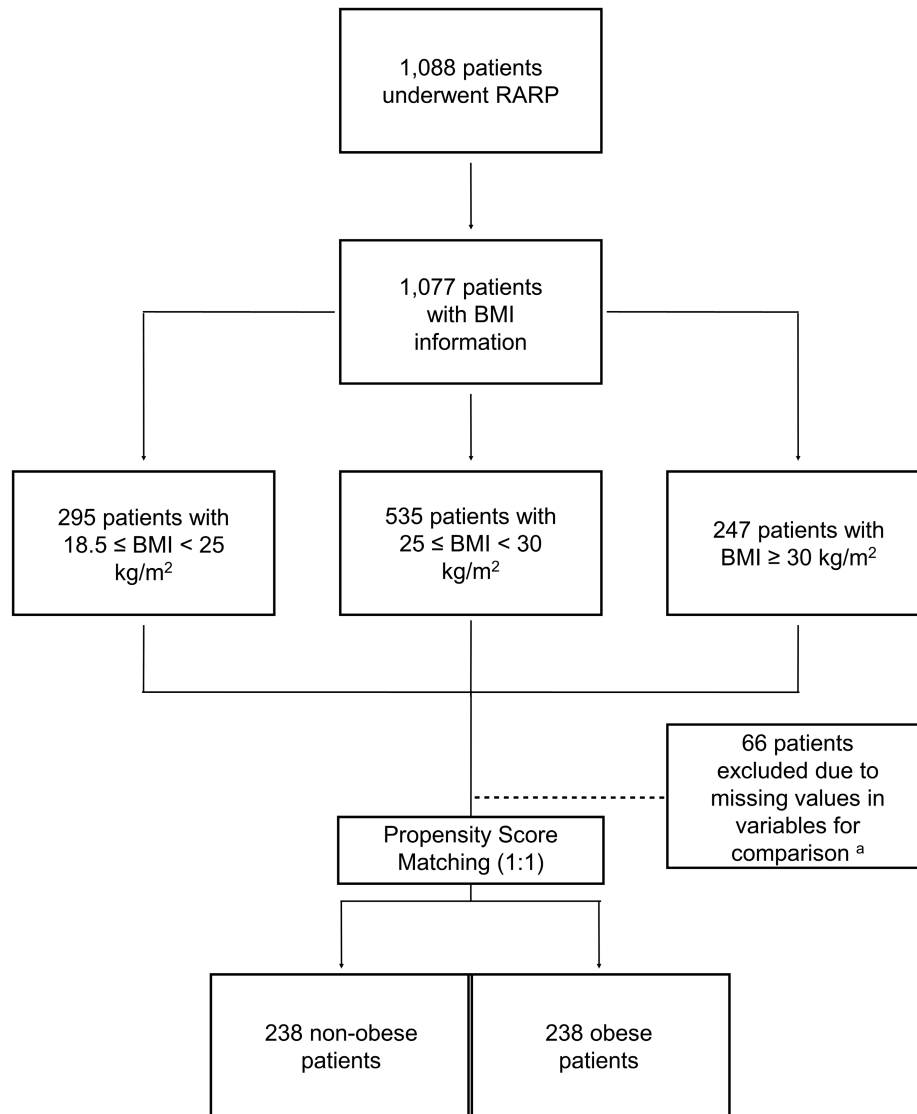 1,088 patients
underwent RARP
1,077 patients
with BMI
information
295 patients with
18.5 ≤ BMI < 25
kg/m²
535 patients with
25 ≤ BMI < 30
kg/m²
247 patients with
BMI ≥ 30 kg/m²
66 patients
excluded due to
missing values in
variables for
comparison ᵃ
Propensity Score
Matching (1:1)
238 non-obese
patients
238 obese
patients